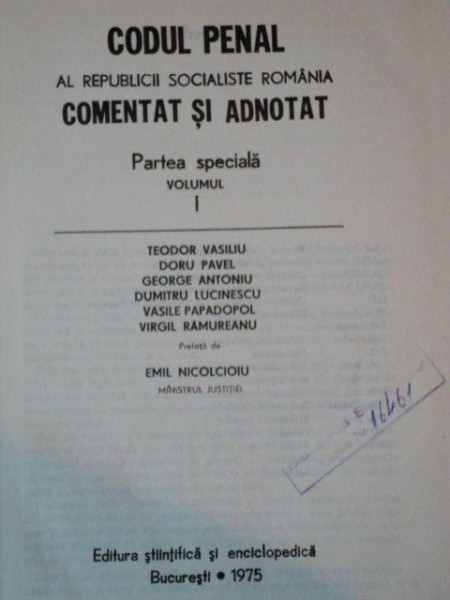 CODUL PENAL
AL REPUBLICII SOCIALISTE ROMÂNIA
COMENTAT ȘI ADNOTAT
Partea specială
VOLUMUL
I
TEODOR VASILIU
DORU PAVEL
GEORGE ANTONIU
DUMITRU LUCINESCU
VASILE PAPADOPOL
VIRGIL RĂMUREANU
Prefață de
EMIL NICOLCIOIU
MINISTRUL JUSTIȚIEI
16461
Editura științifică și enciclopedică
București • 1975